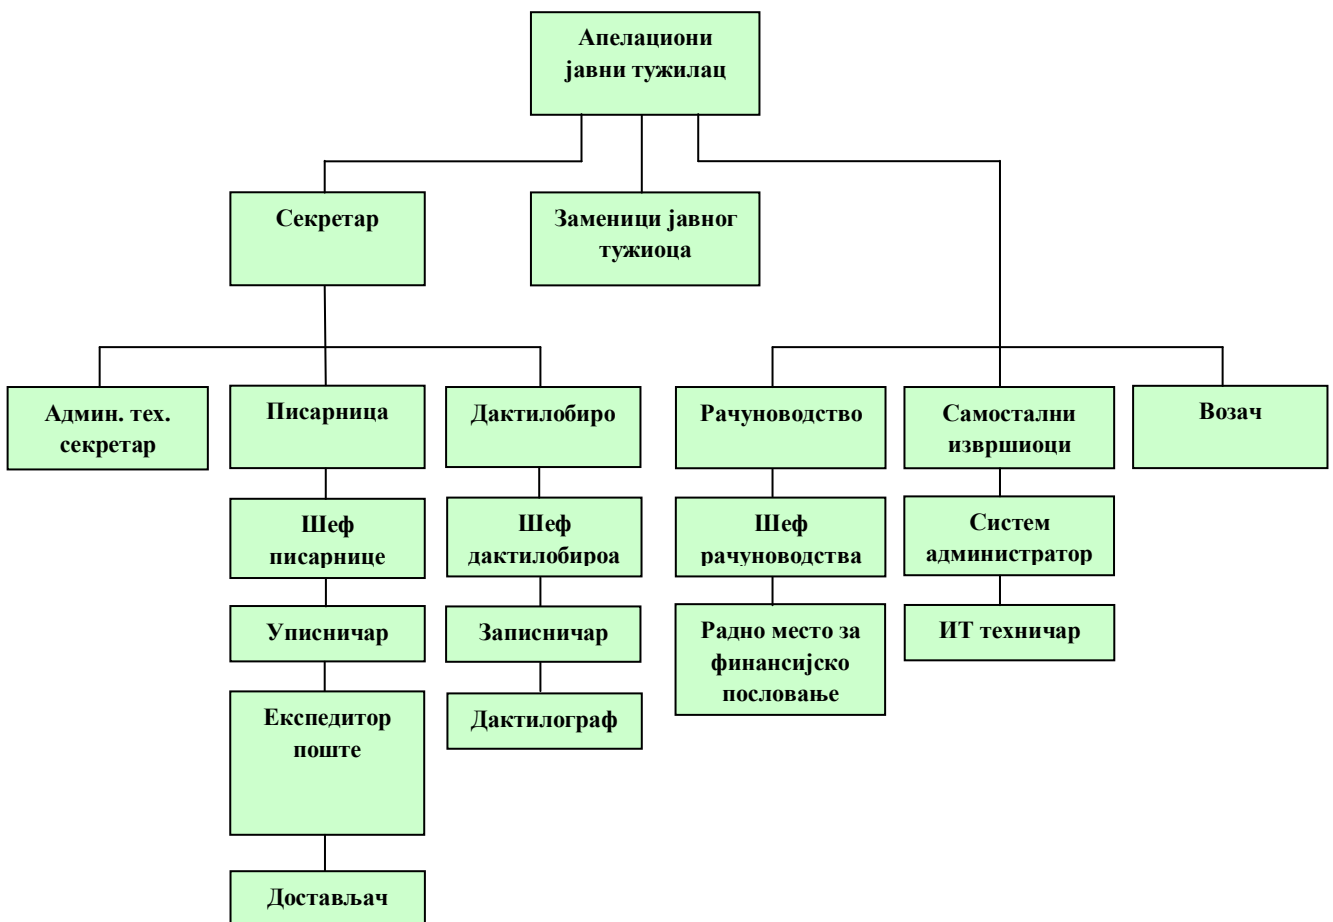 Апелациони
јавни тужилац
Секретар
Заменици јавног
тужиоца
Админ. тех.
секретар
Писарница
Дактилобиро
Рачуноводство
Самостални
извршиоци
Возач
Шеф
писарнице
Шеф
дактилобироа
Шеф
рачуноводства
Систем
администратор
Уписничар
Записничар
Радно место за
финансијско
пословање
ИТ техничар
Експедитор
поште
Дактилограф
Достављач